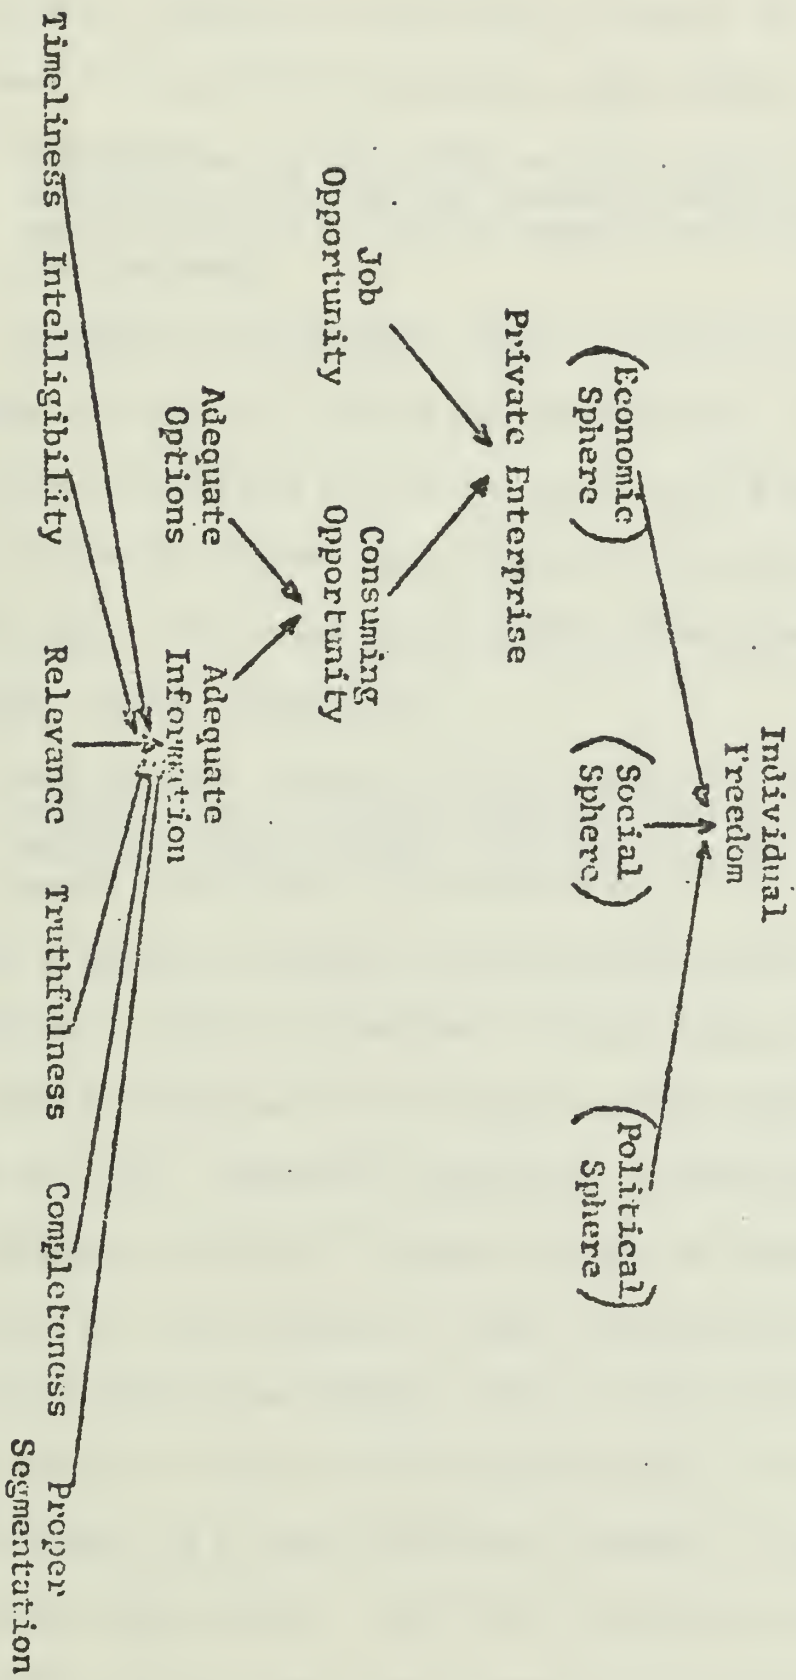 Individual
Freedom
(Economic
Sphere)
(Social
Sphere)
(Political
Sphere)
Private Enterprise
Job
Opportunity
Consuming
Opportunity
Adequate
Options
Adequate
Information
Timeliness Intelligibility Relevance Truthfulness Completeness Proper
Segmentation